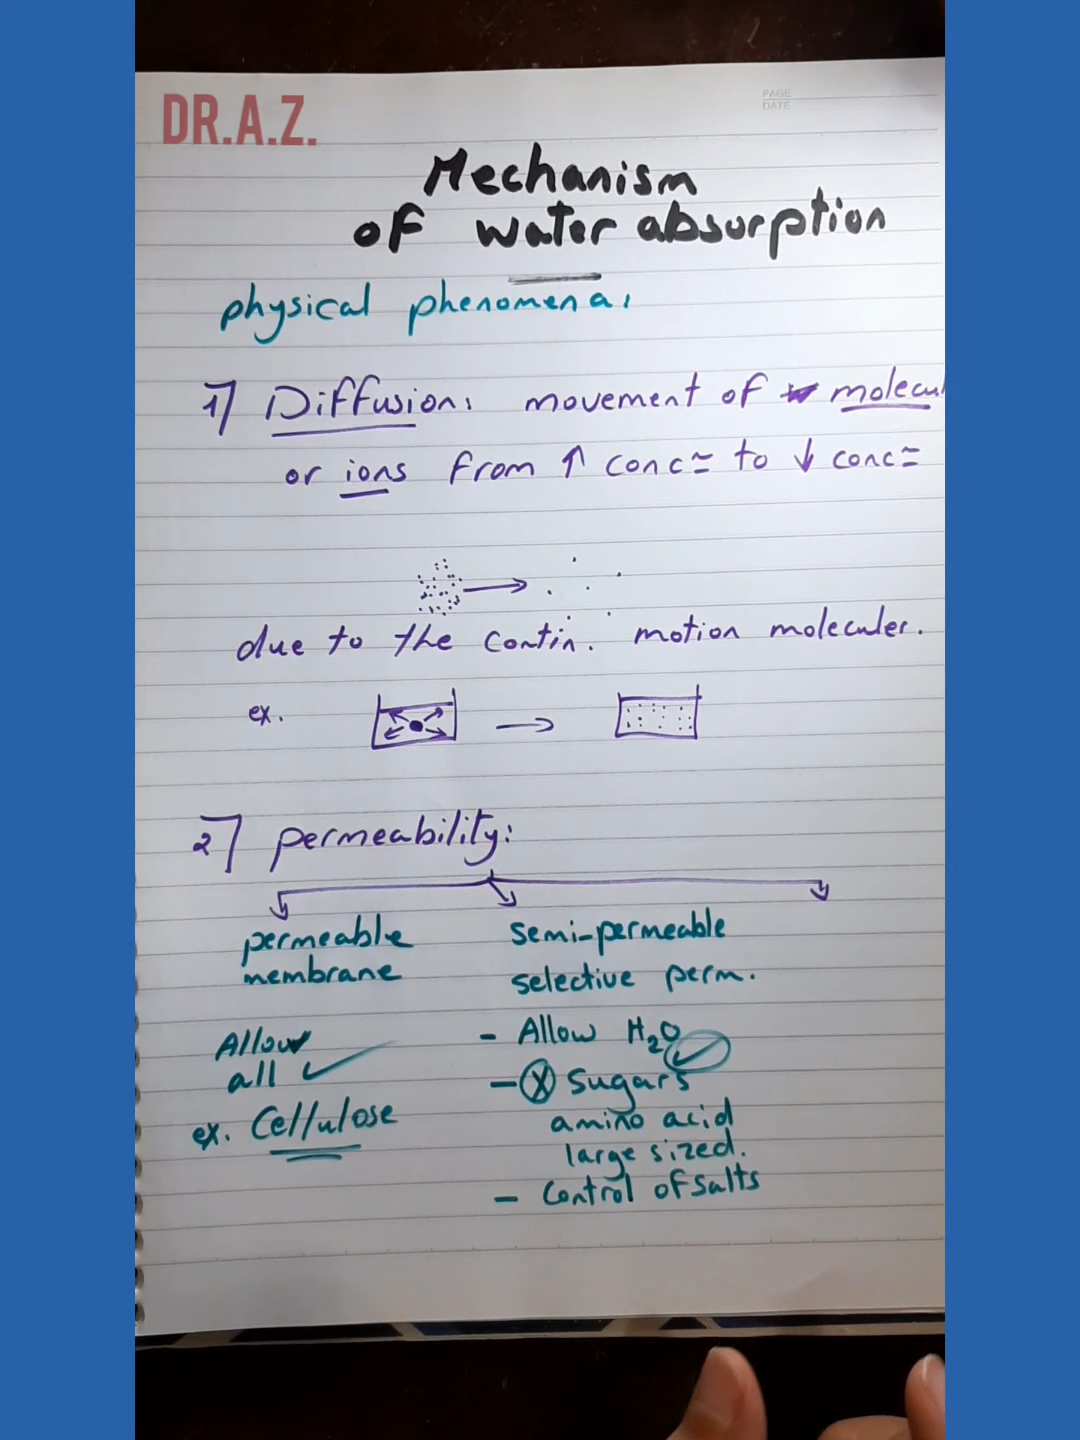 DR.A.Z.
PAGE
DATE
Mechanism
of water absurption
physical phenomena:
1] Diffusion: movement of molecul
or ions from ↑ conc= to ↓ conc=
due to the contin. motion moleculer.
ex.
2] permeability:
permeable
membrane
Allow
all ✓
ex. Cellulose
semi-permeable
selective perm.
- Allow H₂O ✓
- ⓧ sugars
amino acid
large sized.
- Control of salts